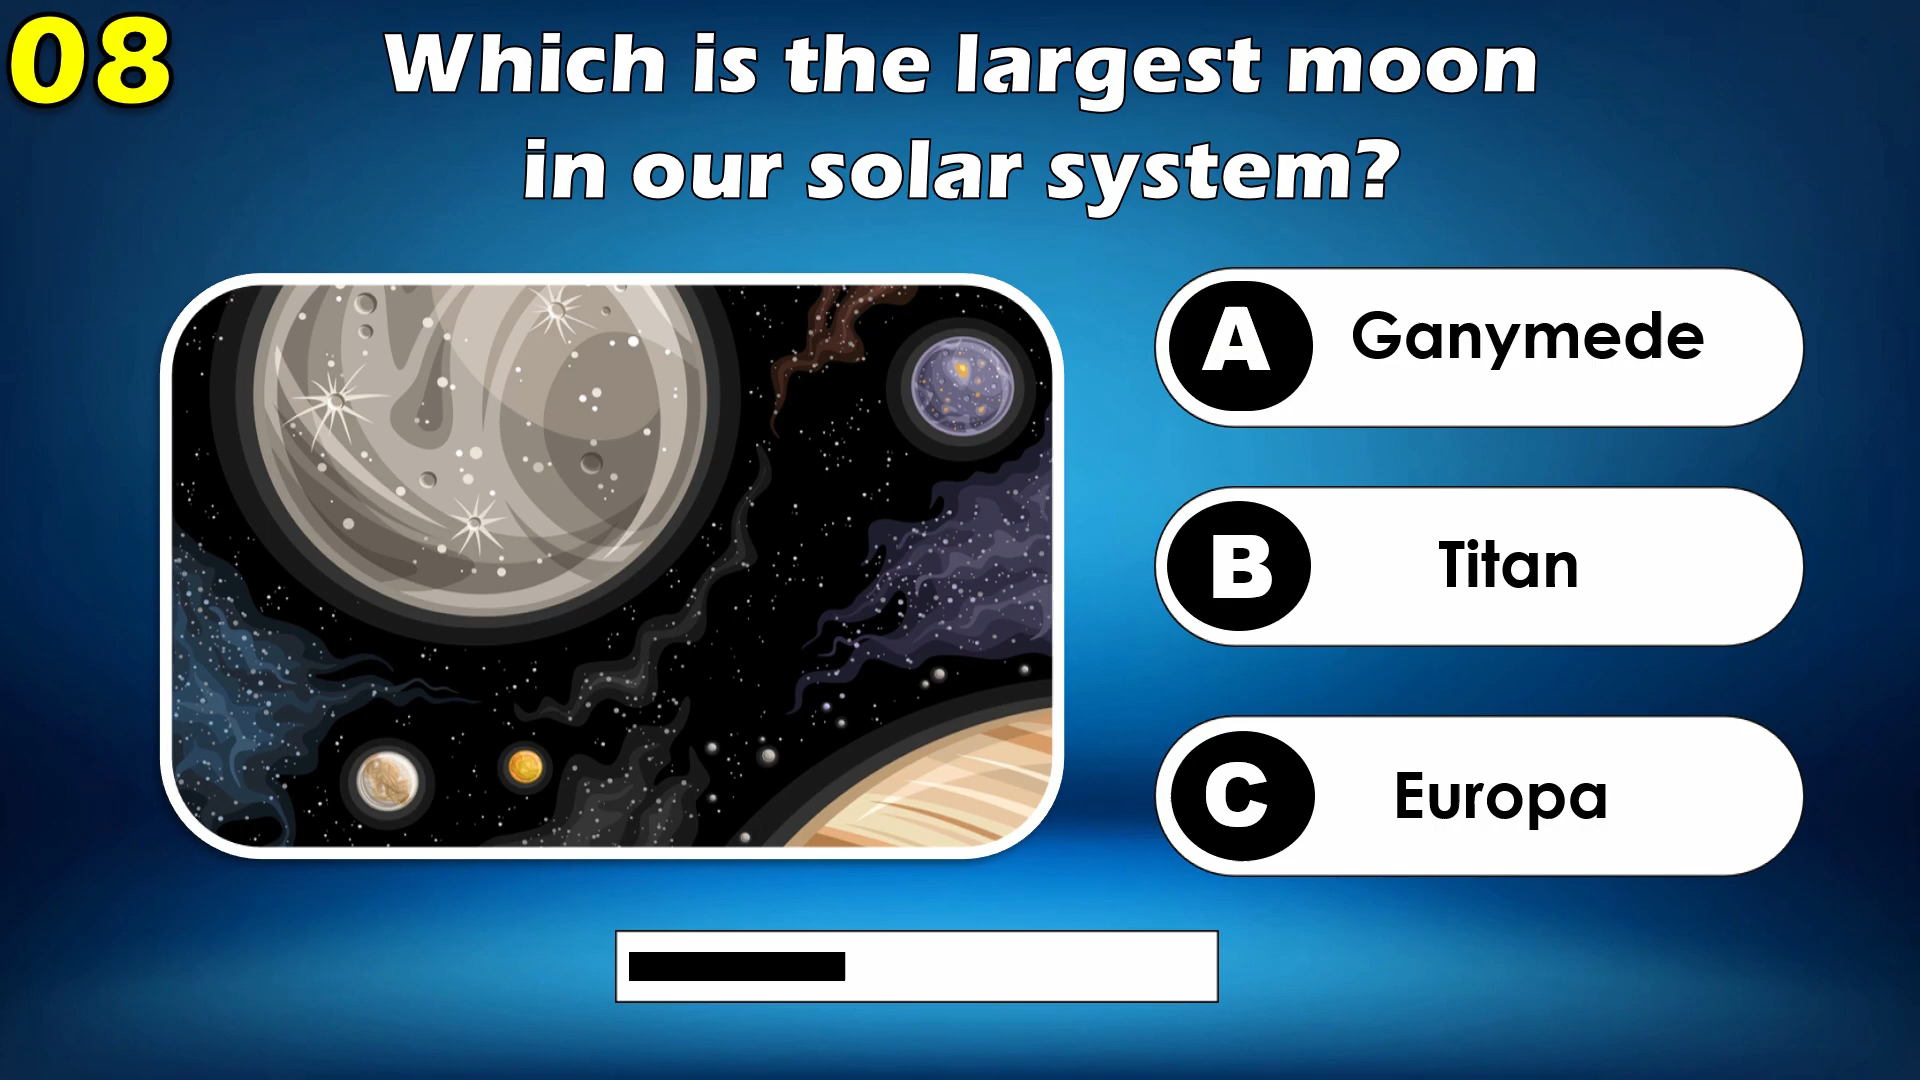 08
Which is the largest moon
in our solar system?
A Ganymede
B Titan
C Europa